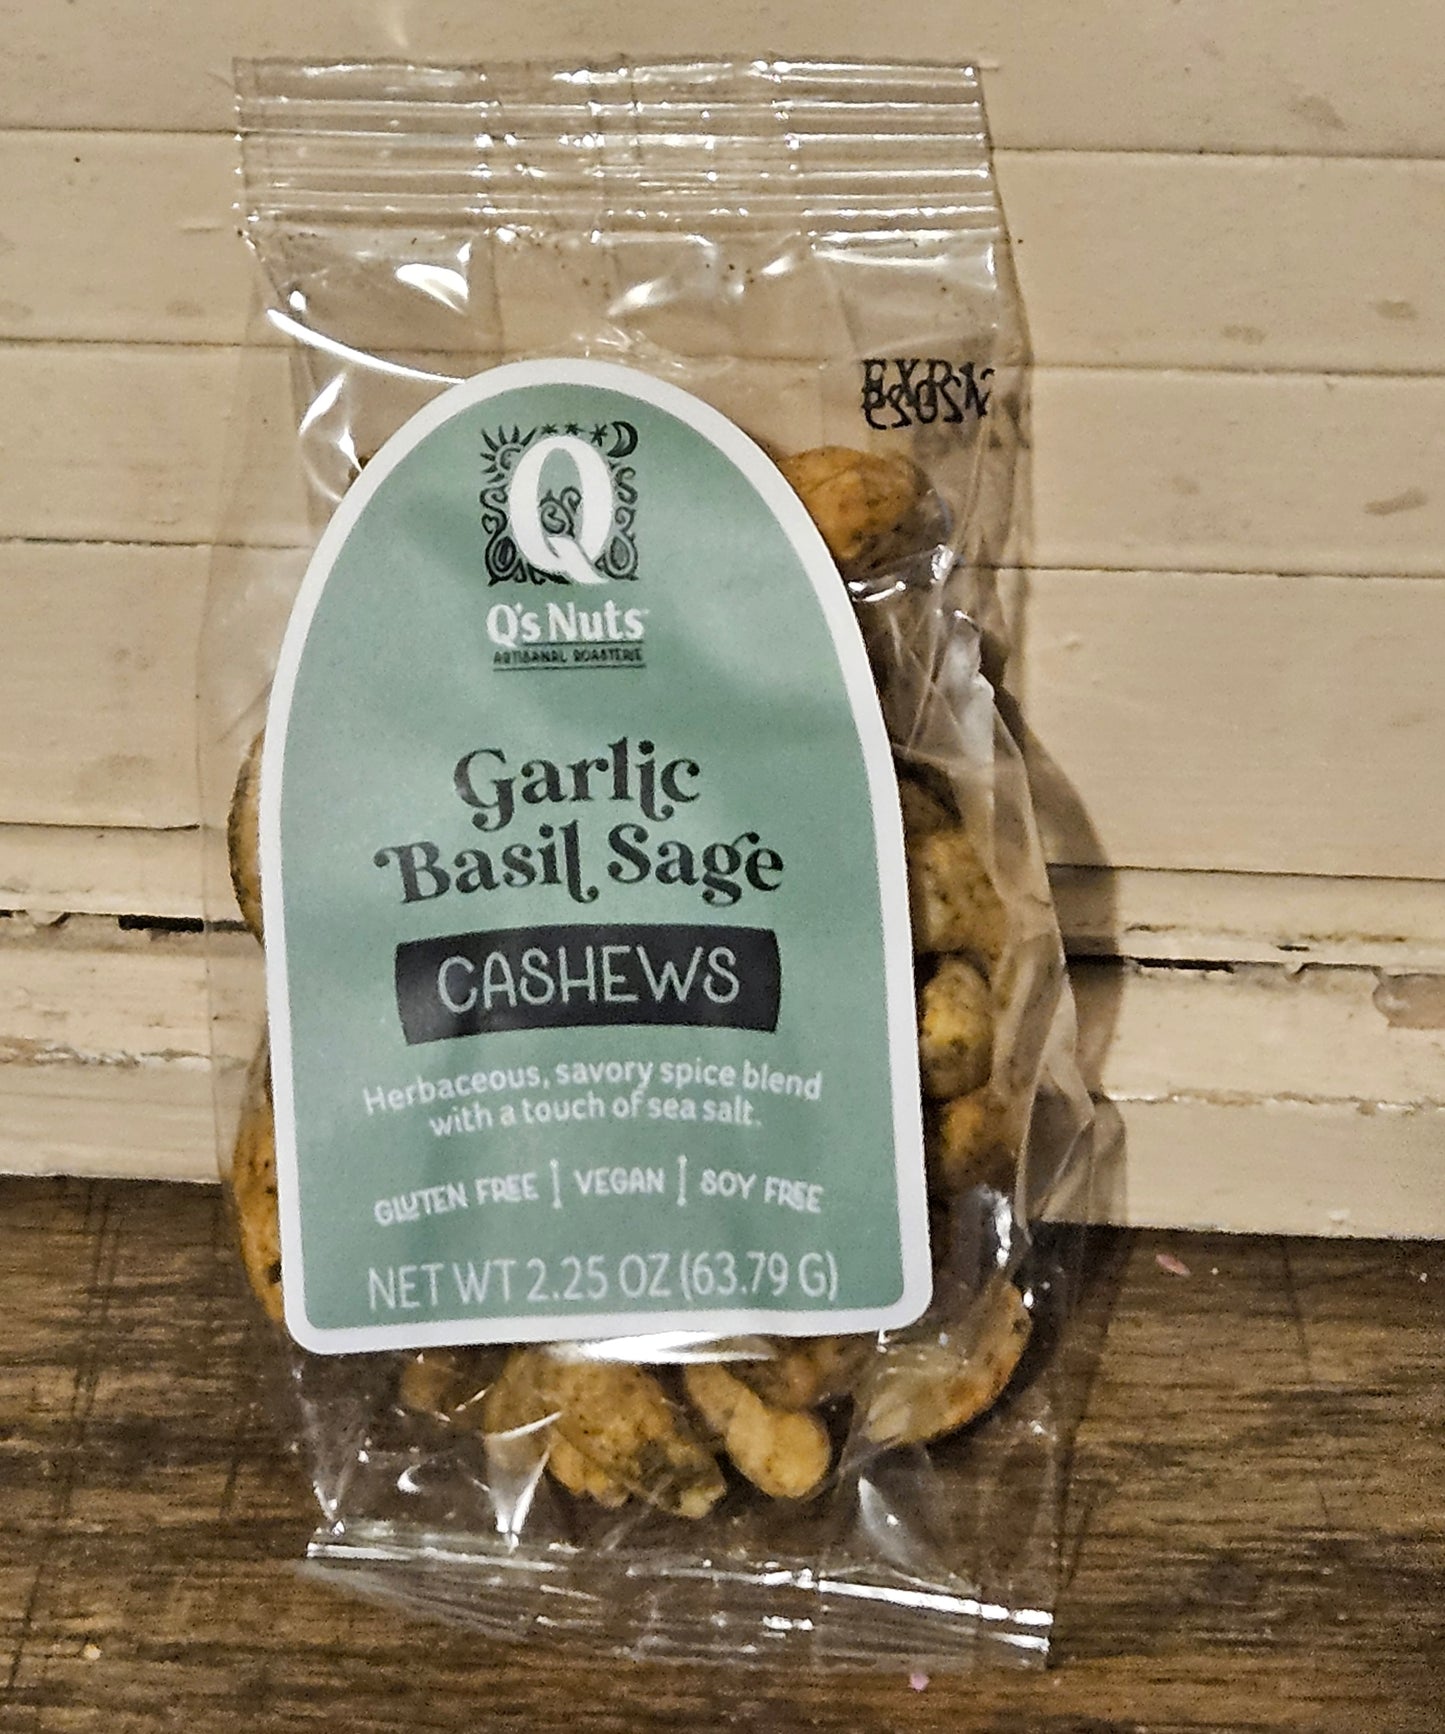 Q
Q's Nuts
ARTISANAL ROASTERIE
Garlic
Basil Sage
CASHEWS
Herbaceous, savory spice blend
with a touch of sea salt.
GLUTEN FREE | VEGAN | SOY FREE
NET WT 2.25 OZ (63.79 G)